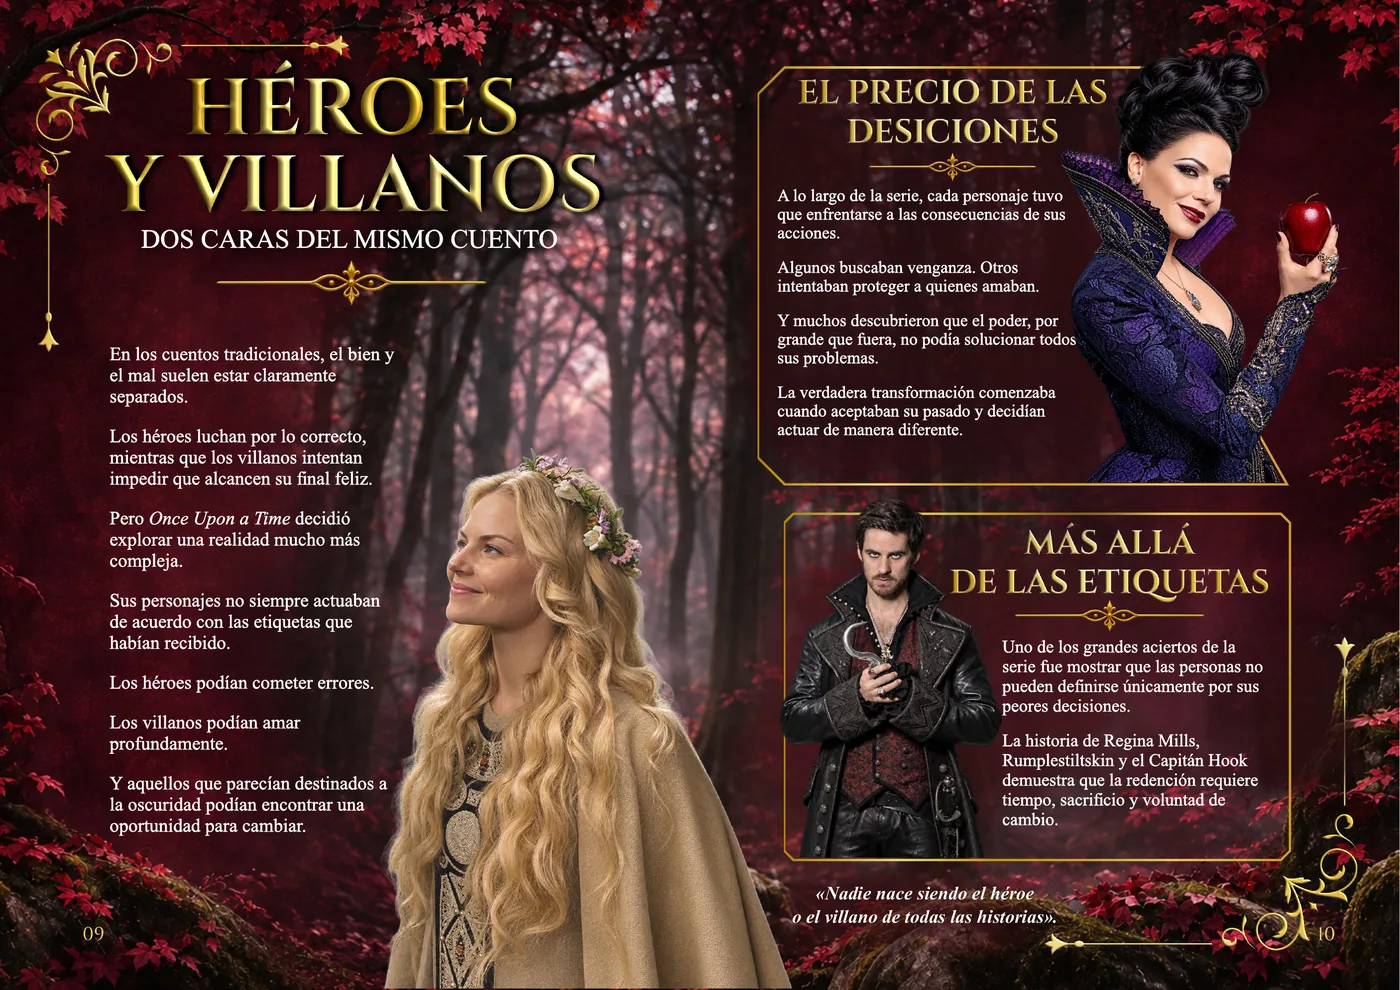 HÉROES
Y VILLANOS
DOS CARAS DEL MISMO CUENTO
En los cuentos tradicionales, el bien y
el mal suelen estar claramente
separados.
Los héroes luchan por lo correcto,
mientras que los villanos intentan
impedir que alcancen su final feliz.
Pero Once Upon a Time decidió
explorar una realidad mucho más
compleja.
Sus personajes no siempre actuaban
de acuerdo con las etiquetas que
habían recibido.
Los héroes podían cometer errores.
Los villanos podían amar
profundamente.
Y aquellos que parecían destinados a
la oscuridad podían encontrar una
oportunidad para cambiar.
09
EL PRECIO DE LAS
DESICIONES
A lo largo de la serie, cada personaje tuvo
que enfrentarse a las consecuencias de sus
acciones.
Algunos buscaban venganza. Otros
intentaban proteger a quienes amaban.
Y muchos descubrieron que el poder, por
grande que fuera, no podía solucionar todos
sus problemas.
La verdadera transformación comenzaba
cuando aceptaban su pasado y decidían
actuar de manera diferente.
MÁS ALLÁ
DE LAS ETIQUETAS
Uno de los grandes aciertos de la
serie fue mostrar que las personas no
pueden definirse únicamente por sus
peores decisiones.
La historia de Regina Mills,
Rumplestiltskin y el Capitán Hook
demuestra que la redención requiere
tiempo, sacrificio y voluntad de
cambio.
«Nadie nace siendo el héroe
o el villano de todas las historias».
10